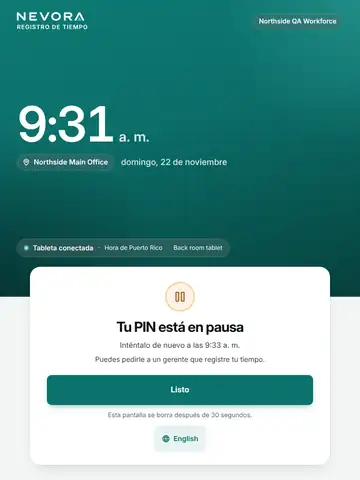 NEVORA
REGISTRO DE TIEMPO
Northside QA Workforce
9:31 a. m.
Northside Main Office
domingo, 22 de noviembre
Tableta conectada · Hora de Puerto Rico · Back room tablet
Tu PIN está en pausa
Inténtalo de nuevo a las 9:33 a. m.
Puedes pedirle a un gerente que registre tu tiempo.
Listo
Esta pantalla se borra después de 30 segundos.
English